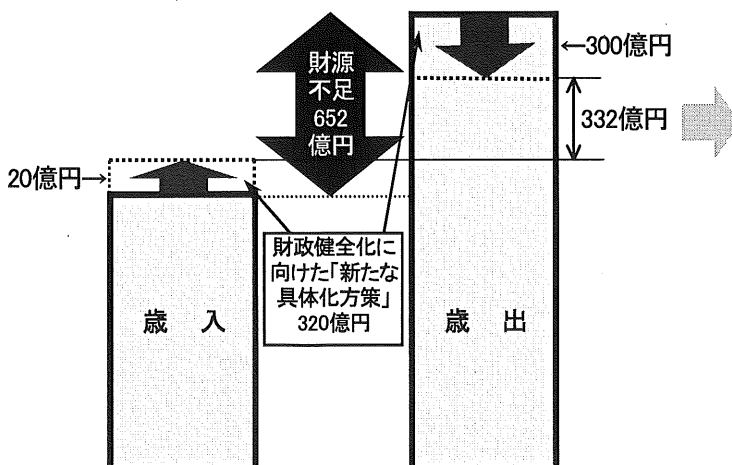 財源
不足
652
億円
←300億円
332億円
20億円→
財政健全化に
向けた「新たな
具体化方策」
320億円
歳 入
歳 出